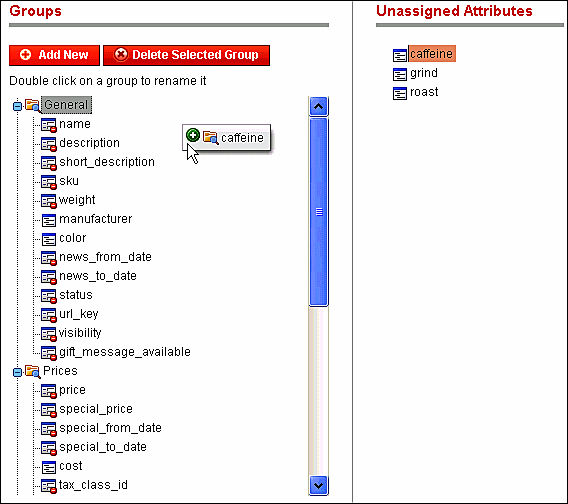 Groups
Add New
Delete Selected Group
Double click on a group to rename it
General
name
description
caffeine
short_description
sku
weight
manufacturer
color
news_from_date
news_to_date
status
url_key
visibility
gift_message_available
Prices
price
special_price
special_from_date
special_to_date
cost
tax_class_id
Unassigned Attributes
caffeine
grind
roast